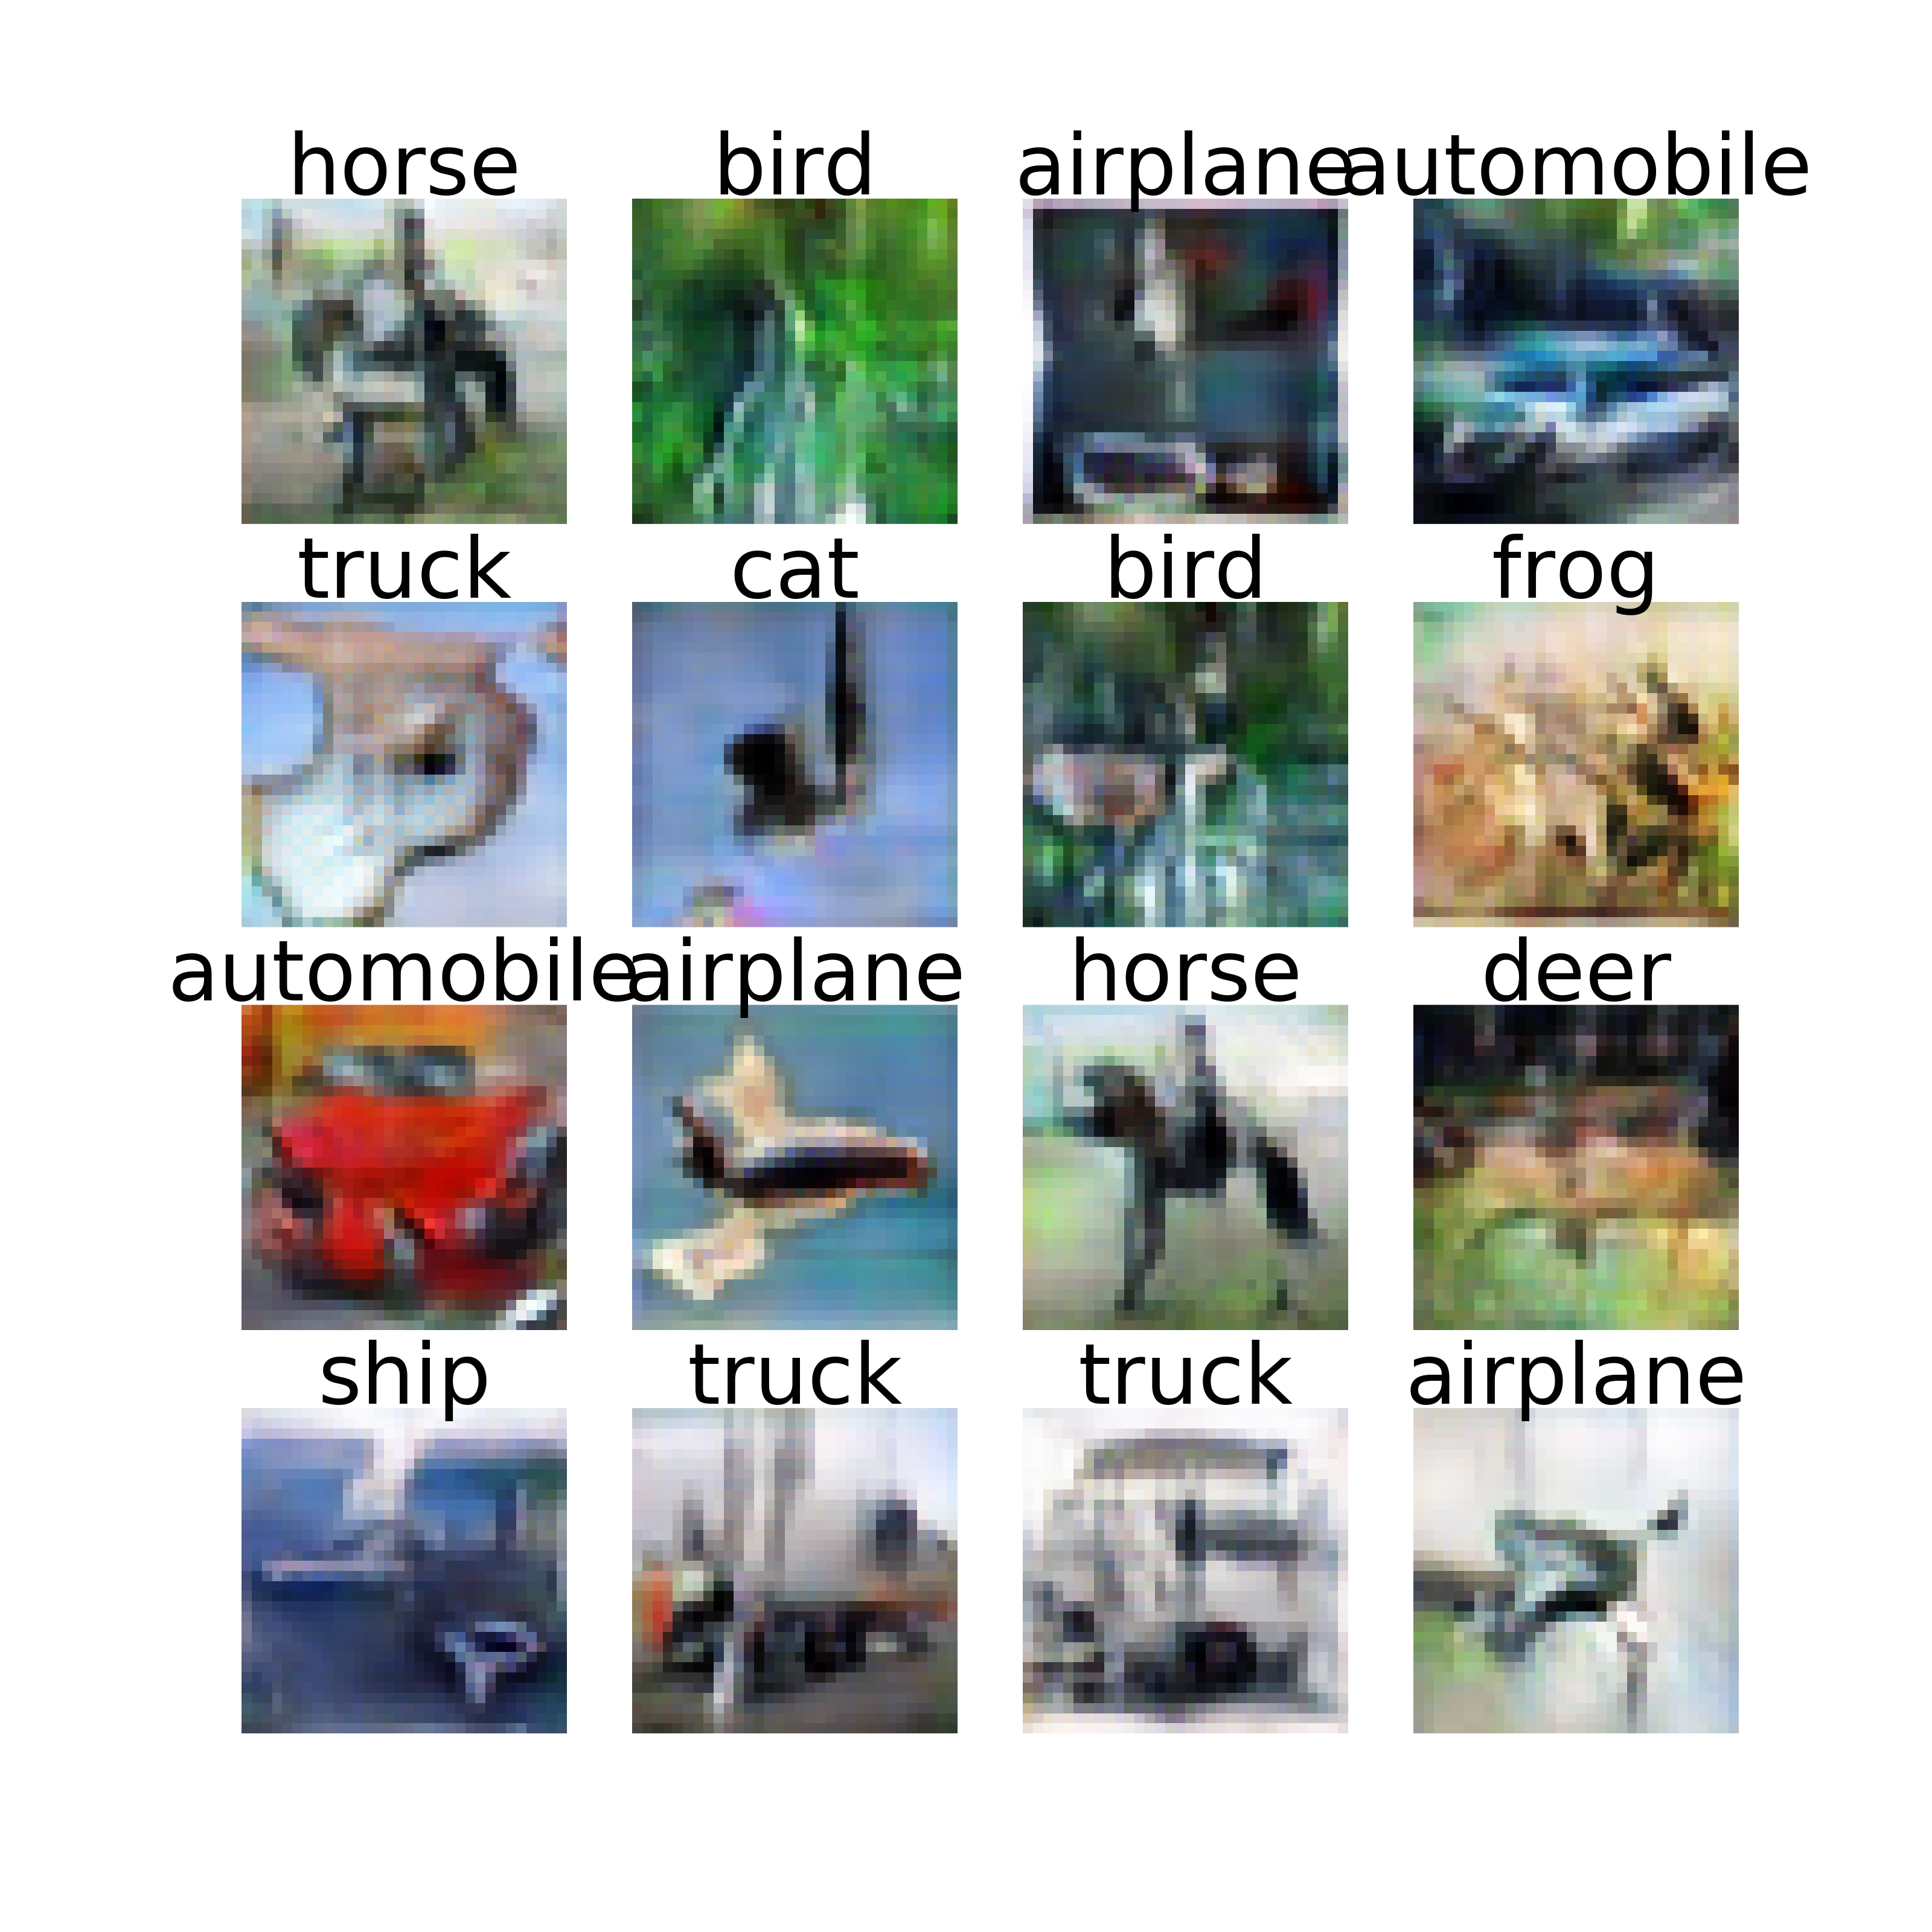 horse bird airplane automobile
truck cat bird frog
automobile airplane horse deer
ship truck truck airplane